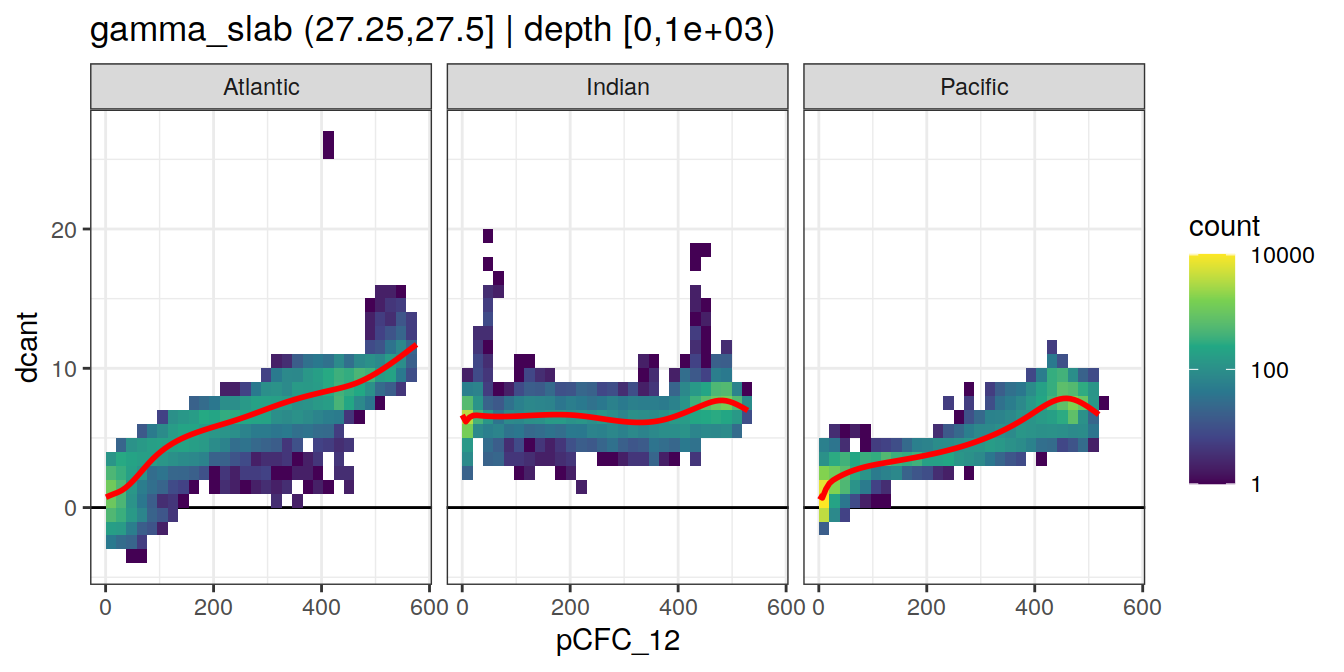 gamma_slab (27.25,27.5] | depth [0,1e+03)
Atlantic Indian Pacific
dcant
20
10
0
0 200 400 600 0 200 400 600 0 200 400 600
pCFC_12
count
10000
100
1